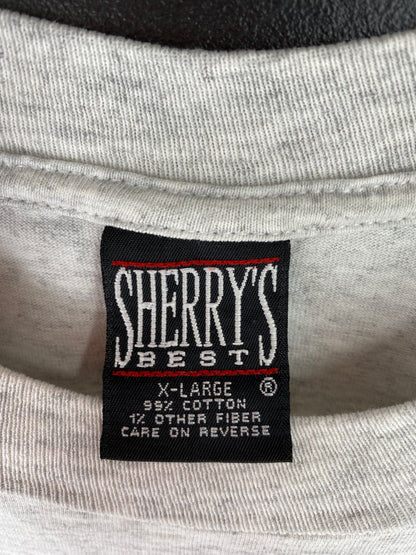 SHERRY'S
BEST
X-LARGE ®
99% COTTON
1% OTHER FIBER
CARE ON REVERSE